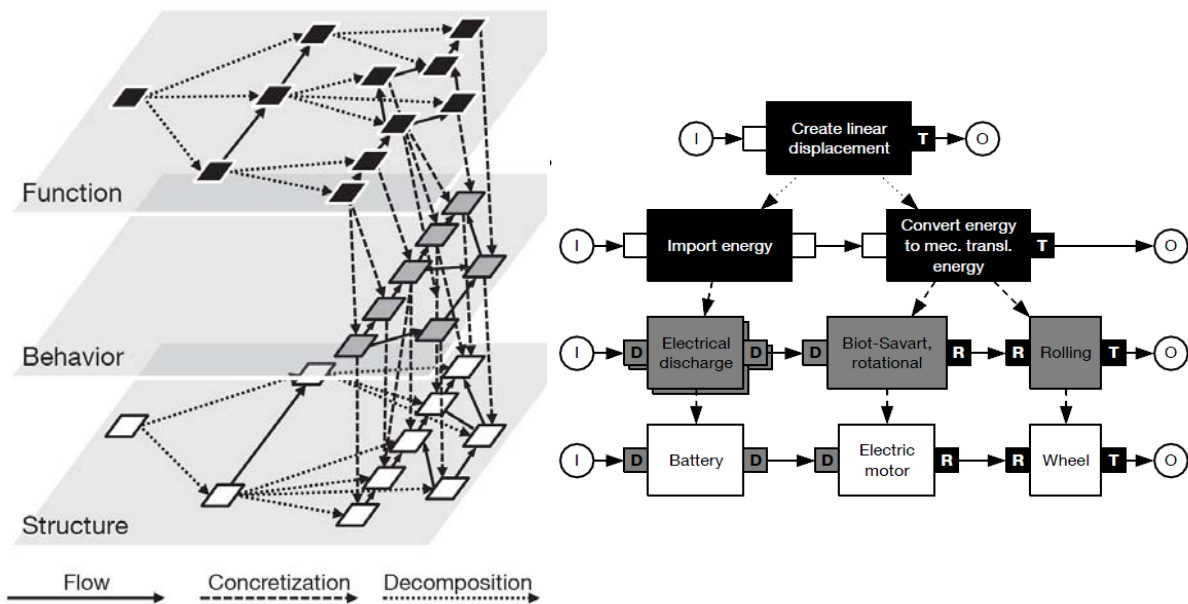 Function
Behavior
Structure
Flow
Concretization
Decomposition
I
Create linear
displacement
T
O
I
Import energy
Convert energy
to mec. transl.
energy
T
O
I
D
Electrical
discharge
D
D
Biot-Savart,
rotational
R
R
Rolling
T
O
I
D
Battery
D
D
Electric
motor
R
R
Wheel
T
O